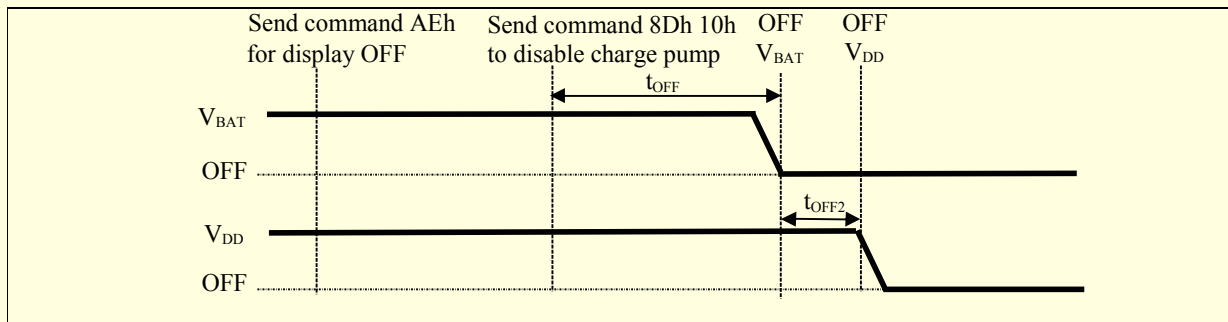 Send command AEh
for display OFF
Send command 8Dh 10h
to disable charge pump
OFF
VBAT
OFF
VDD
tOFF
VBAT
OFF
tOFF2
VDD
OFF